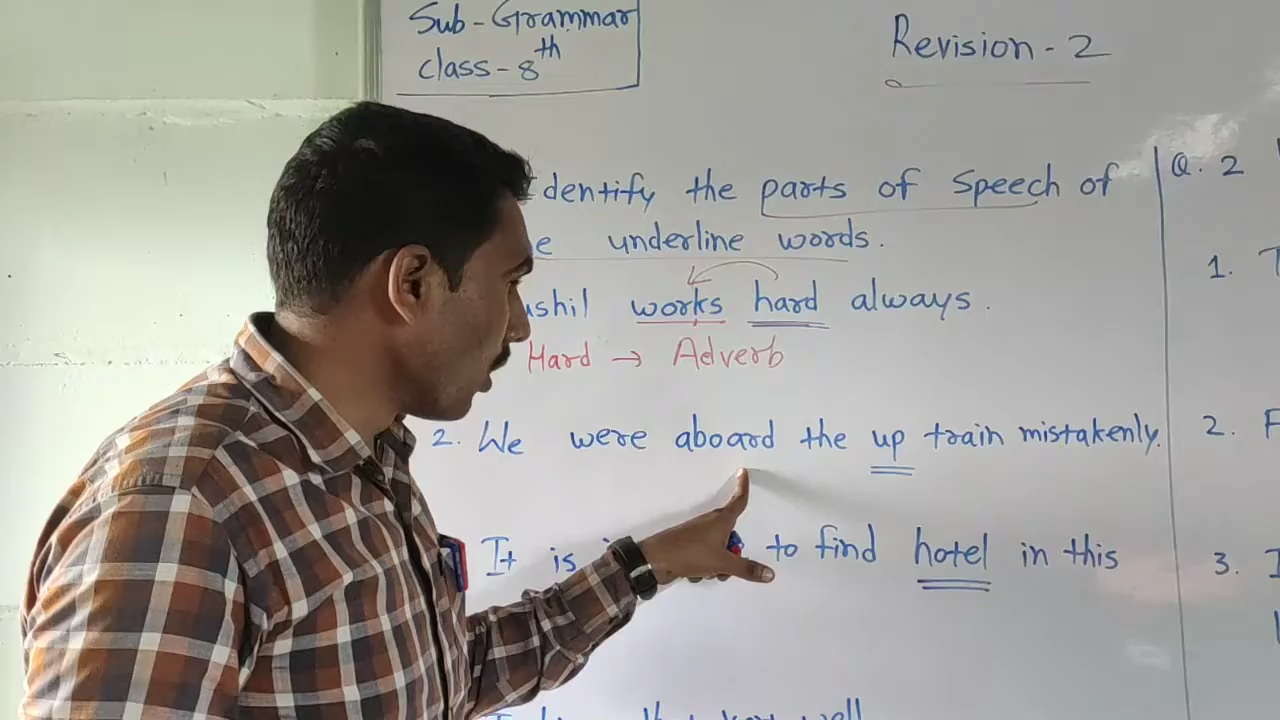 Sub - Grammar
Class - 8th
Revision - 2
dentify the parts of Speech of
e underline words.
shil works hard always.
Hard → Adverb
2. We were aboard the up train mistakenly.
It is to find hotel in this
well
Q. 2
1. T
2. F
3. I